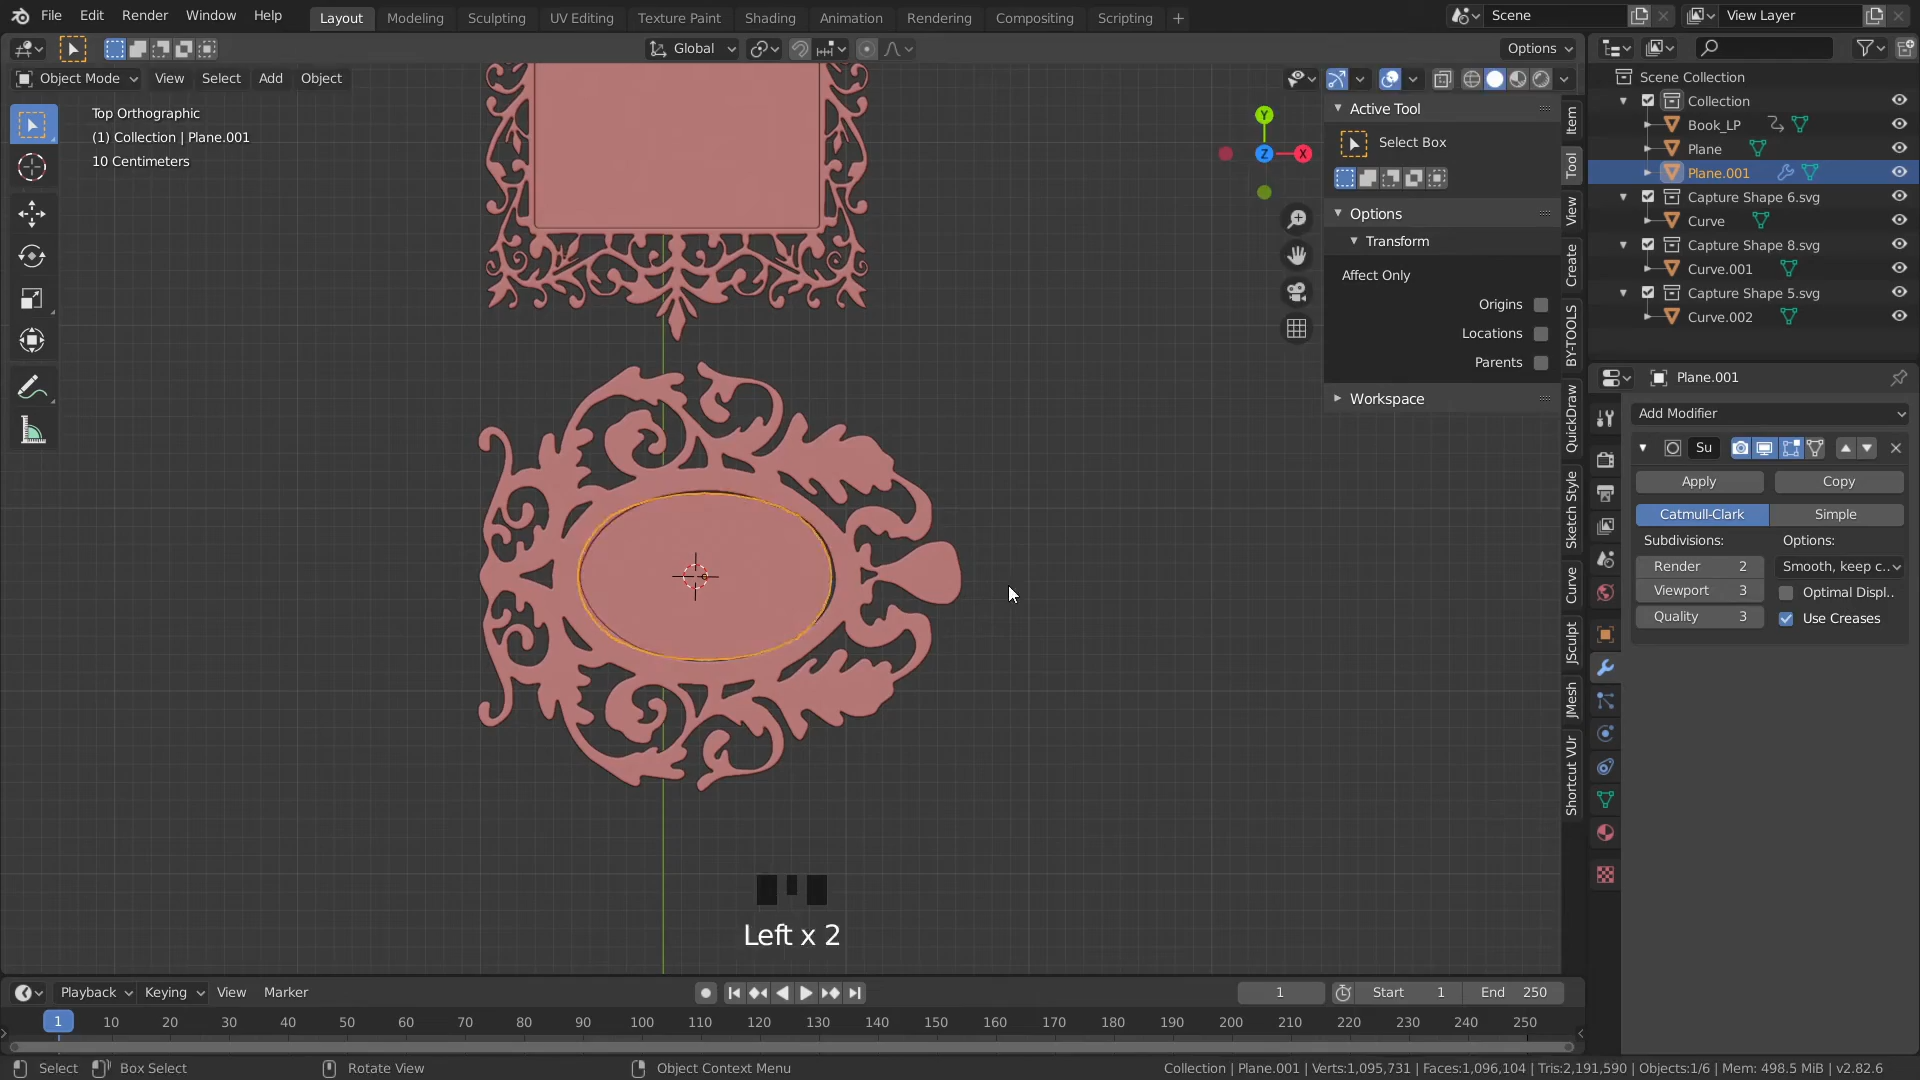 File Edit Render Window Help Layout Modeling Sculpting UV Editing Texture Paint Shading Animation Rendering Compositing Scripting + Scene View Layer
Global Options
Object Mode View Select Add Object
Top Orthographic
(1) Collection | Plane.001
10 Centimeters
Y
Z
X
Active Tool
Select Box
Options
Transform
Affect Only
Origins
Locations
Parents
Workspace
Item
Tool
View
Create
BY-TOOLS
QuickDraw
Sketch Style
Curve
JSculpt
JMesh
Shortcut VUr
Scene Collection
Collection
Book_LP
Plane
Plane.001
Capture Shape 6.svg
Curve
Capture Shape 8.svg
Curve.001
Capture Shape 5.svg
Curve.002
Plane.001
Add Modifier
Su
Apply Copy
Catmull-Clark Simple
Subdivisions: Options:
Render 2 Smooth, keep c..
Viewport 3 Optimal Displ..
Quality 3 Use Creases
Left x 2
Playback Keying View Marker 1 Start 1 End 250
1 10 20 30 40 50 60 70 80 90 100 110 120 130 140 150 160 170 180 190 200 210 220 230 240 250
Select Box Select Rotate View Object Context Menu Collection | Plane.001 | Verts:1,095,731 | Faces:1,096,104 | Tris:2,191,590 | Objects:1/6 | Mem: 498.5 MiB | v2.82.6